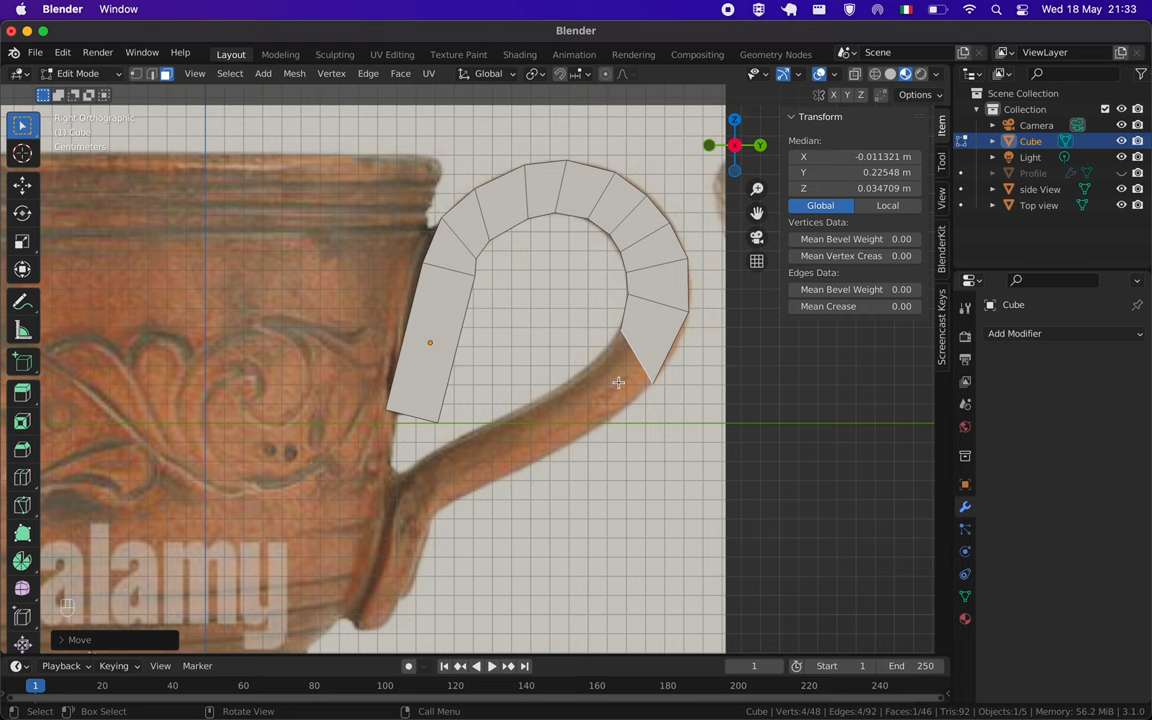 Blender Window Wed 18 May 21:33
Blender
File Edit Render Window Help Layout Modeling Sculpting UV Editing Texture Paint Shading Animation Rendering Compositing Geometry Nodes Scene ViewLayer
Edit Mode View Select Add Mesh Vertex Edge Face UV Global
X Y Z Options
Right Orthographic
(1) Cube
Centimeters
Z
Y
X
Transform
Median:
X -0.011321 m
Y 0.22548 m
Z 0.034709 m
Global Local
Vertices Data:
Mean Bevel Weight 0.00
Mean Vertex Creas 0.00
Edges Data:
Mean Bevel Weight 0.00
Mean Crease 0.00
Item
Tool
View
BlenderKit
Screencast Keys
Scene Collection
Collection
Camera
Cube
Light
Profile
side View
Top view
Cube
Add Modifier
alamy
Move
Playback Keying View Marker 1 Start 1 End 250
1 20 40 60 80 100 120 140 160 180 200 220 240
Select Box Select Rotate View Call Menu Cube | Verts:4/48 | Edges:4/92 | Faces:1/46 | Tris:92 | Objects:1/5 | Memory: 56.2 MiB | 3.1.0